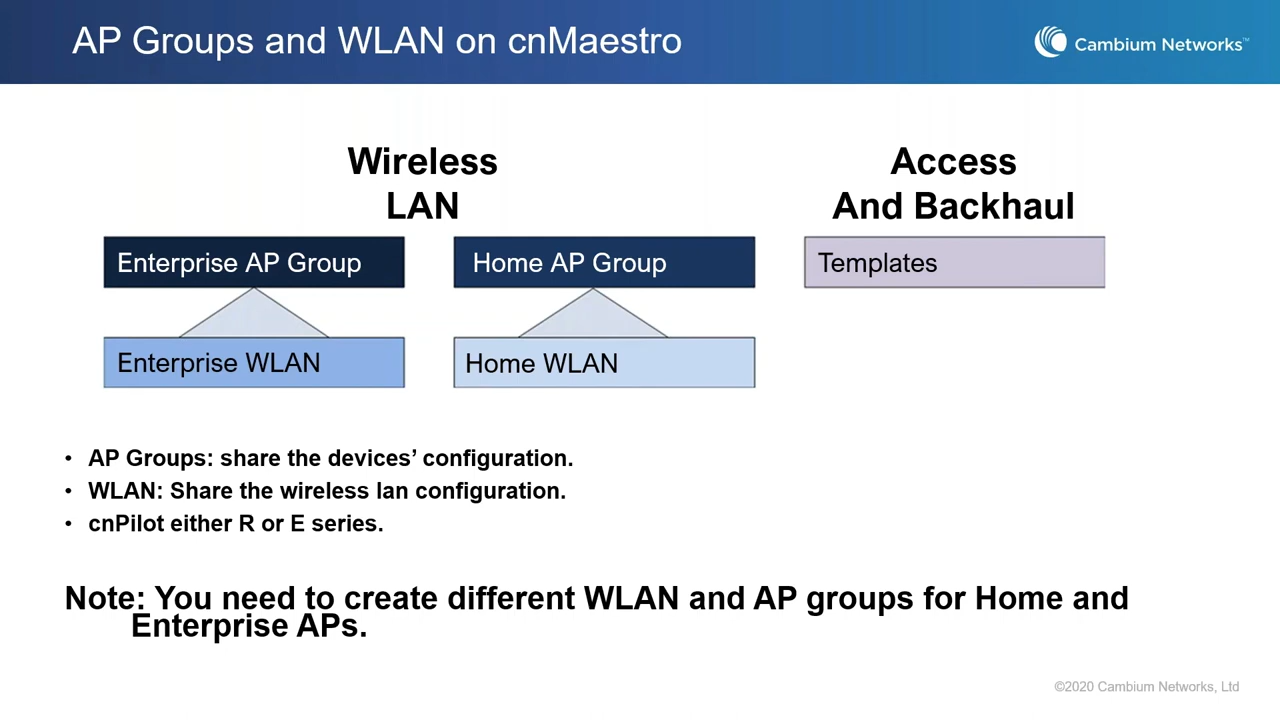 AP Groups and WLAN on cnMaestro
Cambium Networks™
Wireless
LAN
Access
And Backhaul
Enterprise AP Group
Home AP Group
Templates
Enterprise WLAN
Home WLAN
• AP Groups: share the devices’ configuration.
• WLAN: Share the wireless lan configuration.
• cnPilot either R or E series.
Note: You need to create different WLAN and AP groups for Home and
Enterprise APs.
©2020 Cambium Networks, Ltd